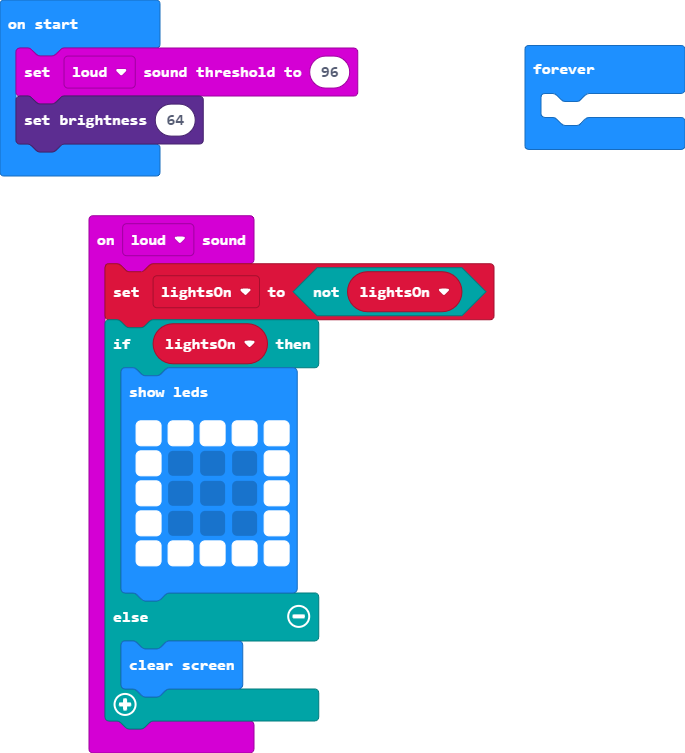 on start
set loud sound threshold to 96
set brightness 64
forever
on loud sound
set lightsOn to not lightsOn
if lightsOn then
show leds
else
clear screen